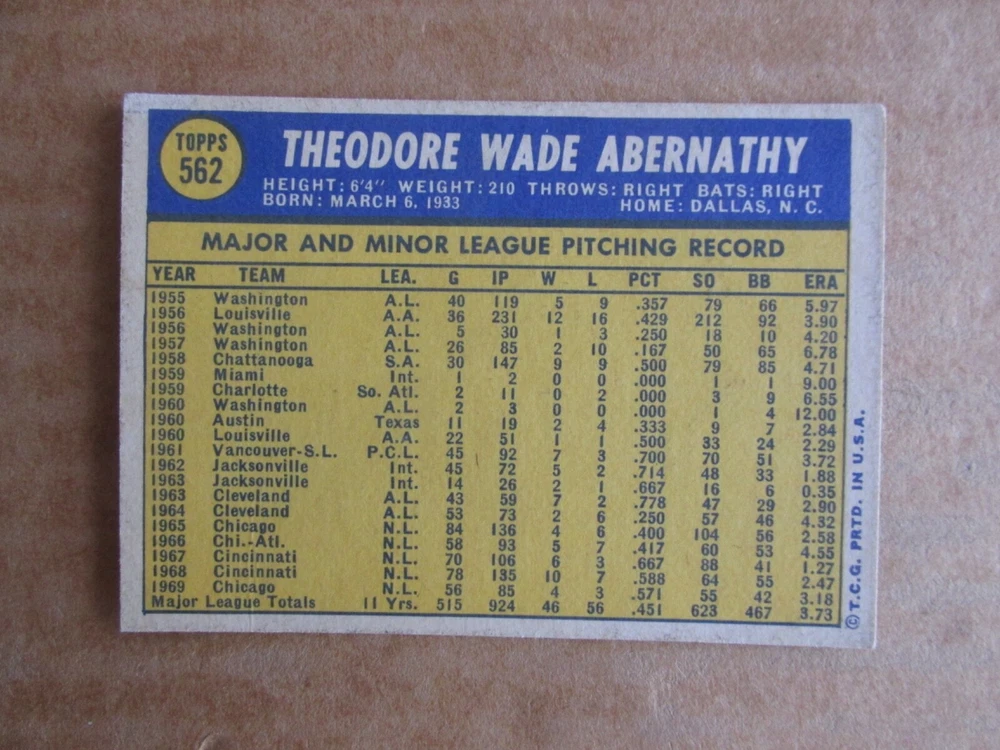 TOPPS
562
THEODORE WADE ABERNATHY
HEIGHT: 6'4" WEIGHT: 210 THROWS: RIGHT BATS: RIGHT
BORN: MARCH 6, 1933 HOME: DALLAS, N. C.
MAJOR AND MINOR LEAGUE PITCHING RECORD
YEAR TEAM LEA. G IP W L PCT SO BB ERA
1955 Washington A.L. 40 119 5 9 .357 79 66 5.97
1956 Louisville A.A. 36 231 12 16 .429 212 92 3.90
1956 Washington A.L. 5 30 1 3 .250 18 10 4.20
1957 Washington A.L. 26 85 2 10 .167 50 65 6.78
1958 Chattanooga S.A. 30 147 9 9 .500 79 85 4.71
1959 Miami Int. 1 2 0 0 .000 1 1 9.00
1959 Charlotte So. Atl. 2 11 0 2 .000 3 9 6.55
1960 Washington A.L. 2 3 0 0 .000 1 4 12.00
1960 Austin Texas 11 19 2 4 .333 9 7 2.84
1960 Louisville A.A. 22 51 1 1 .500 33 24 2.29
1961 Vancouver-S.L. P.C.L. 45 92 7 3 .700 70 51 3.72
1962 Jacksonville Int. 45 72 5 2 .714 48 33 1.88
1963 Jacksonville Int. 14 26 2 1 .667 16 6 0.35
1963 Cleveland A.L. 43 59 7 2 .778 47 29 2.90
1964 Cleveland A.L. 53 73 2 6 .250 57 46 4.32
1965 Chicago N.L. 84 136 4 6 .400 104 56 2.58
1966 Chi.-Atl. N.L. 58 93 5 7 .417 60 53 4.55
1967 Cincinnati N.L. 70 106 6 3 .667 88 41 1.27
1968 Cincinnati N.L. 78 135 10 7 .588 64 55 2.47
1969 Chicago N.L. 56 85 4 3 .571 55 42 3.18
Major League Totals 11 Yrs. 515 924 46 56 .451 623 467 3.73
© T.C.G. PRTD. IN U.S.A.